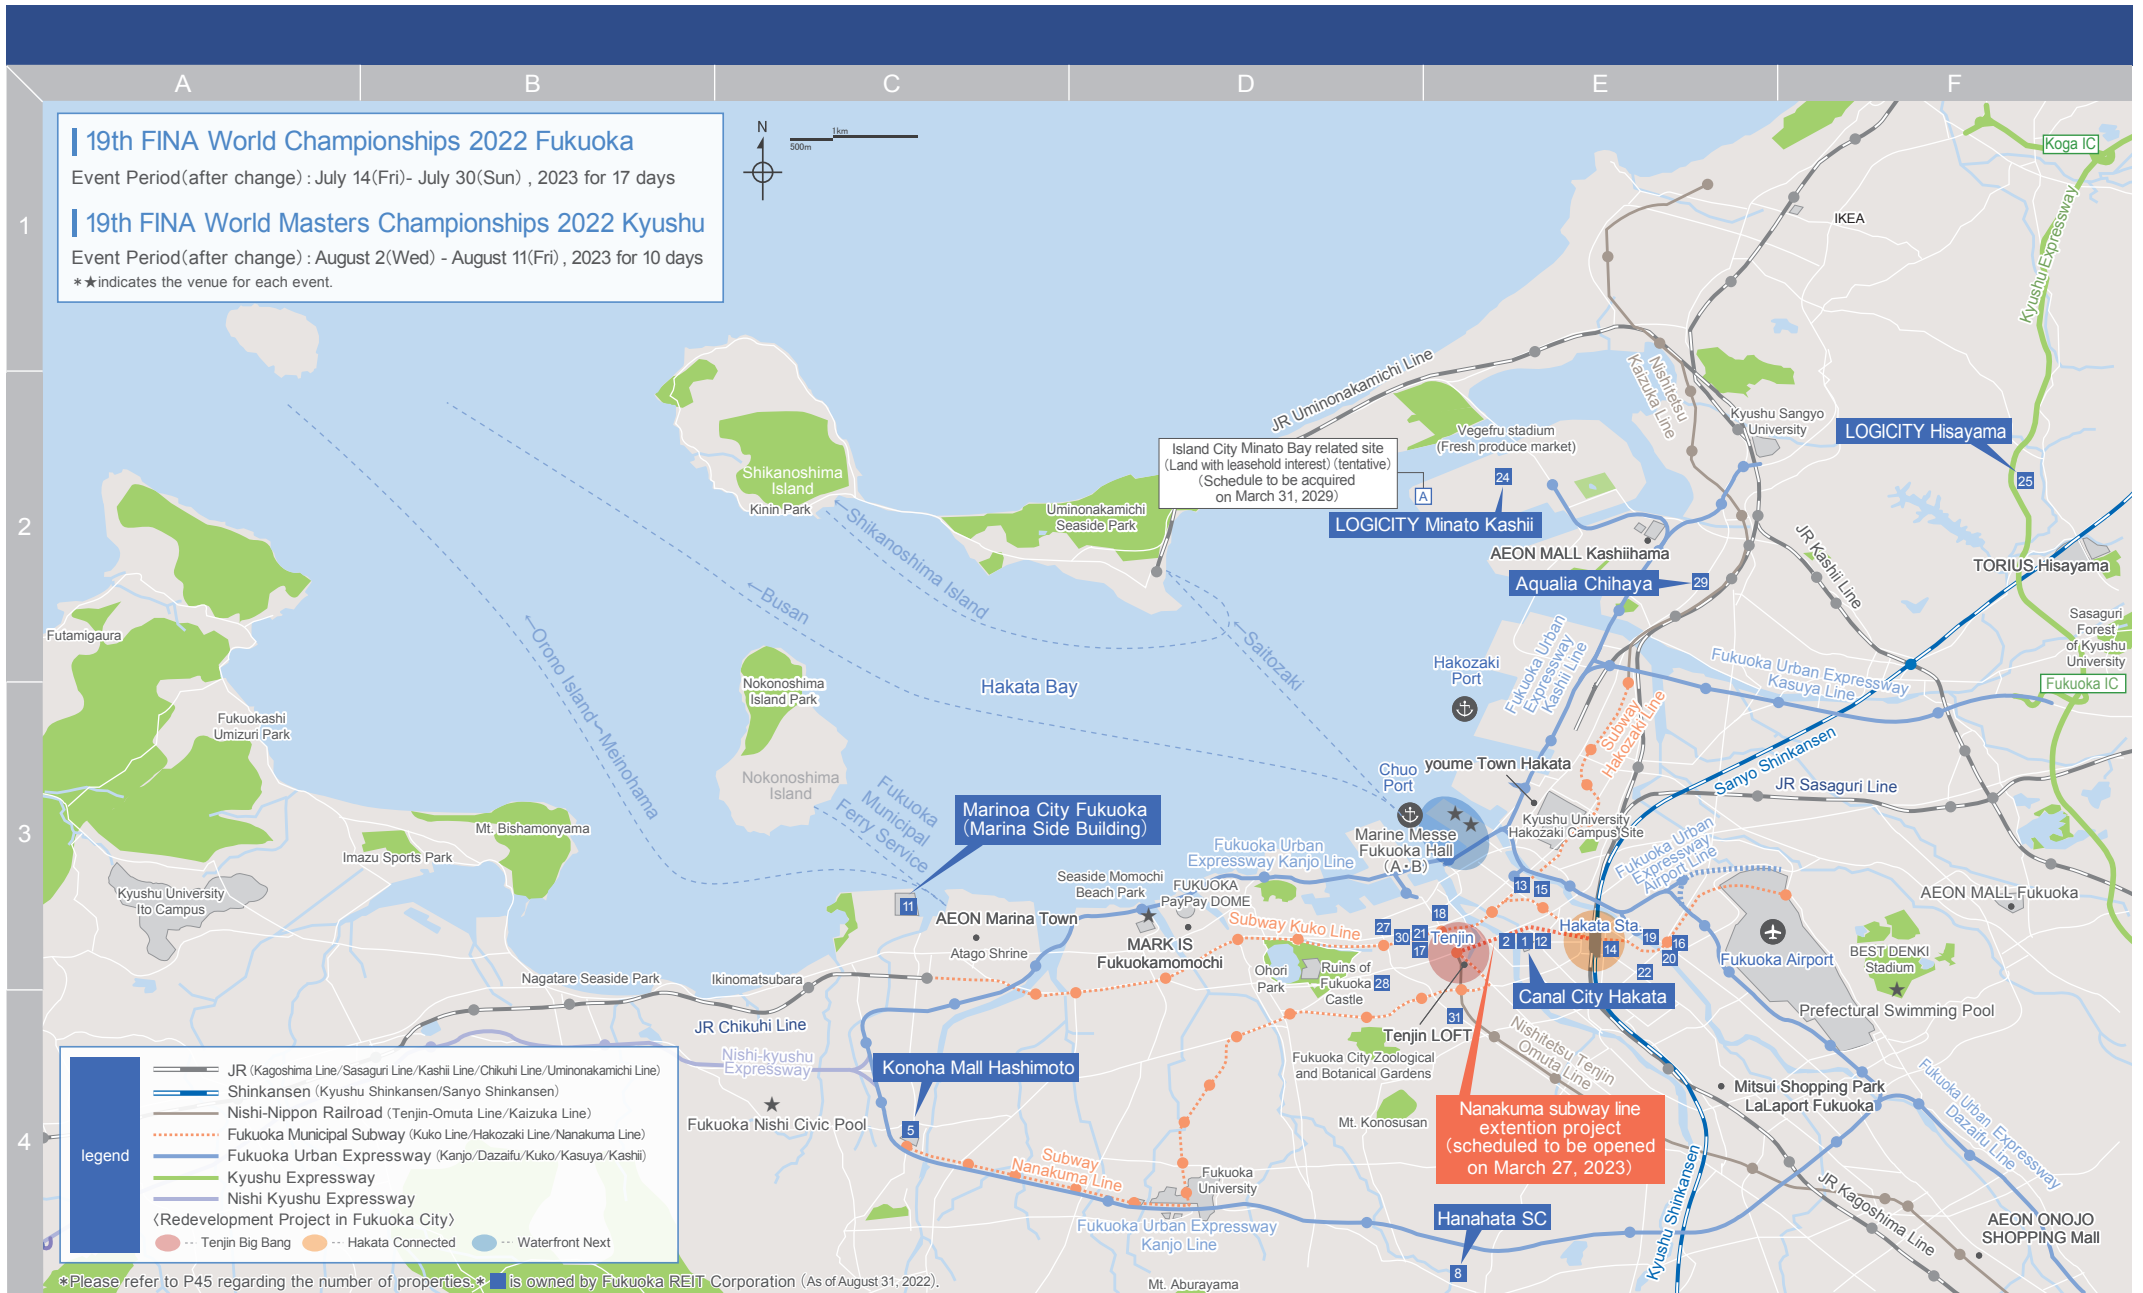 A B C D E F
1
2
3
4
19th FINA World Championships 2022 Fukuoka
Event Period(after change) : July 14(Fri)- July 30(Sun) , 2023 for 17 days
19th FINA World Masters Championships 2022 Kyushu
Event Period(after change) : August 2(Wed) - August 11(Fri) , 2023 for 10 days
*★indicates the venue for each event.
N
1km
500m
Koga IC
Kyushu Expressway
IKEA
JR Uminonakamichi Line
Nishitetsu
Kaizuka Line
Kyushu Sangyo
University
LOGICITY Hisayama
25
Vegefru stadium
(Fresh produce market)
Island City Minato Bay related site
(Land with leasehold interest) (tentative)
(Schedule to be acquired
on March 31, 2029)
A
24
LOGICITY Minato Kashii
Shikanoshima
Island
Kinin Park
Uminonakamichi
Seaside Park
AEON MALL Kashiihama
JR Kashii Line
TORIUS Hisayama
Aqualia Chihaya
29
←Shikanoshima Island
←Busan
←Orono Island～Meinohama
←Saitozaki
Futamigaura
Sasaguri
Forest
of Kyushu
University
Fukuoka IC
Fukuoka Urban
Expressway
Kashii Line
Fukuoka Urban Expressway
Kasuya Line
Hakozaki
Port
Nokonoshima
Island Park
Hakata Bay
Fukuokashi
Umizuri Park
Subway
Hakozaki Line
Sanyo Shinkansen
Nokonoshima
Island
Fukuoka
Municipal
Ferry Service
Chuo
Port
youme Town Hakata
JR Sasaguri Line
Marinoa City Fukuoka
(Marina Side Building)
★
★
Mt. Bishamonyama
Imazu Sports Park
Marine Messe
Fukuoka Hall
(A・B)
Kyushu University
Hakozaki Campus Site
Fukuoka Urban
Expressway Kanjo Line
Fukuoka Urban
Expressway
Airport Line
Kyushu University
Ito Campus
Seaside Momochi
Beach Park
FUKUOKA
PayPay DOME
13
15
AEON MALL Fukuoka
11
AEON Marina Town
★
Subway Kuko Line
18
27
30
21
17
Tenjin
2
1
12
Hakata Sta.
14
19
16
20
22
Atago Shrine
MARK IS
Fukuokamomochi
Fukuoka Airport
BEST DENKI
Stadium
★
Nagatare Seaside Park
Ikinomatsubara
Ohori
Park
Ruins of
Fukuoka
Castle
28
Canal City Hakata
Prefectural Swimming Pool
JR Chikuhi Line
31
Tenjin LOFT
Nishitetsu Tenjin
Omuta Line
Nishi-kyushu
Expressway
Konoha Mall Hashimoto
Fukuoka City Zoological
and Botanical Gardens
Mitsui Shopping Park
LaLaport Fukuoka
Fukuoka Urban Expressway
Dazaifu Line
★
Fukuoka Nishi Civic Pool
5
Mt. Konosusan
Nanakuma subway line
extention project
(scheduled to be opened
on March 27, 2023)
Subway
Nanakuma Line
Fukuoka
University
Kyushu Shinkansen
JR Kagoshima Line
Fukuoka Urban Expressway
Kanjo Line
Hanahata SC
8
AEON ONOJO
SHOPPING Mall
Mt. Aburayama
legend
JR (Kagoshima Line/Sasaguri Line/Kashii Line/Chikuhi Line/Uminonakamichi Line)
Shinkansen (Kyushu Shinkansen/Sanyo Shinkansen)
Nishi-Nippon Railroad (Tenjin-Omuta Line/Kaizuka Line)
Fukuoka Municipal Subway (Kuko Line/Hakozaki Line/Nanakuma Line)
Fukuoka Urban Expressway (Kanjo/Dazaifu/Kuko/Kasuya/Kashii)
Kyushu Expressway
Nishi Kyushu Expressway
〈Redevelopment Project in Fukuoka City〉
Tenjin Big Bang Hakata Connected Waterfront Next
*Please refer to P45 regarding the number of properties.* ■ is owned by Fukuoka REIT Corporation (As of August 31, 2022).